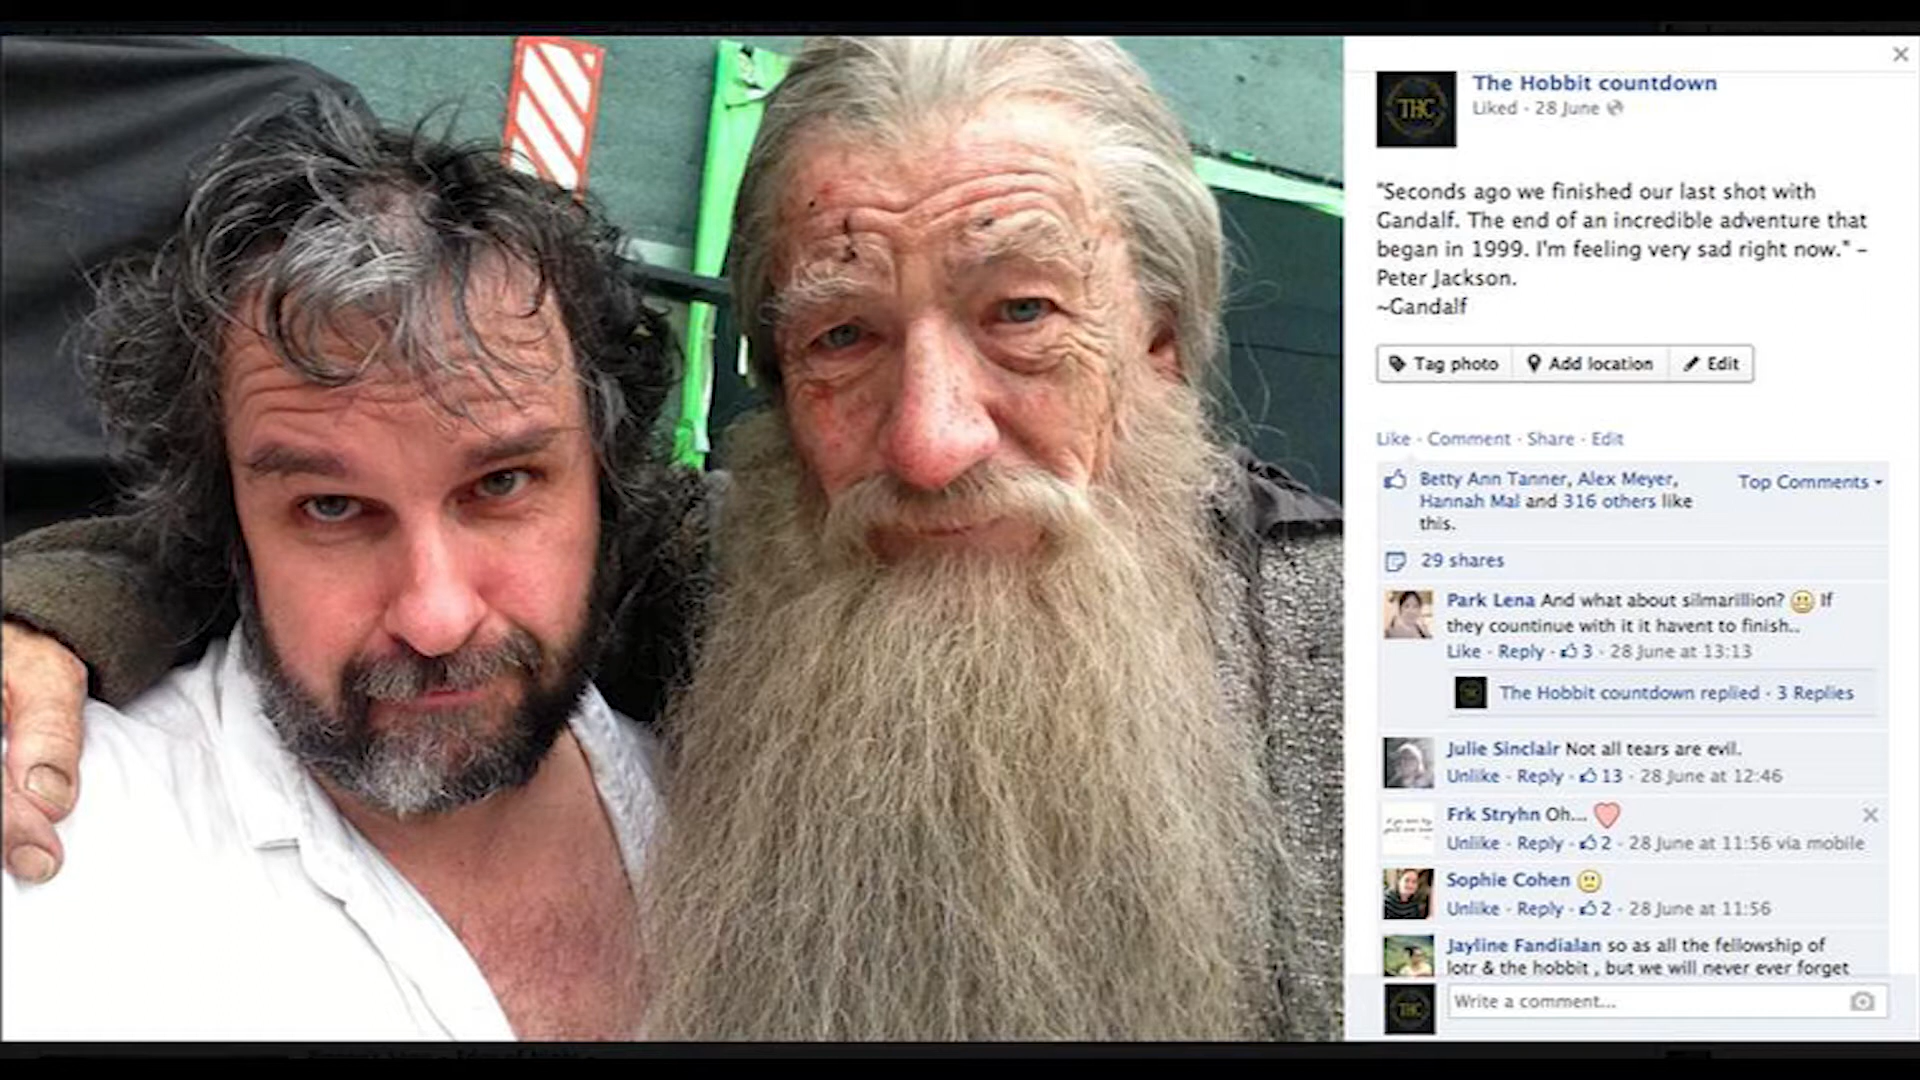 The Hobbit countdown
THC
Liked · 28 June
"Seconds ago we finished our last shot with
Gandalf. The end of an incredible adventure that
began in 1999. I'm feeling very sad right now." –
Peter Jackson.
~Gandalf
Tag photo Add location Edit
Like · Comment · Share · Edit
Betty Ann Tanner, Alex Meyer, Top Comments
Hannah Mal and 316 others like
this.
29 shares
Park Lena And what about silmarillion? If
they countinue with it it havent to finish..
Like · Reply · 3 · 28 June at 13:13
The Hobbit countdown replied · 3 Replies
Julie Sinclair Not all tears are evil.
Unlike · Reply · 13 · 28 June at 12:46
Frk Stryhn Oh...
Unlike · Reply · 2 · 28 June at 11:56 via mobile
Sophie Cohen
Unlike · Reply · 2 · 28 June at 11:56
Jayline Fandialan so as all the fellowship of
lotr & the hobbit , but we will never ever forget
Write a comment...